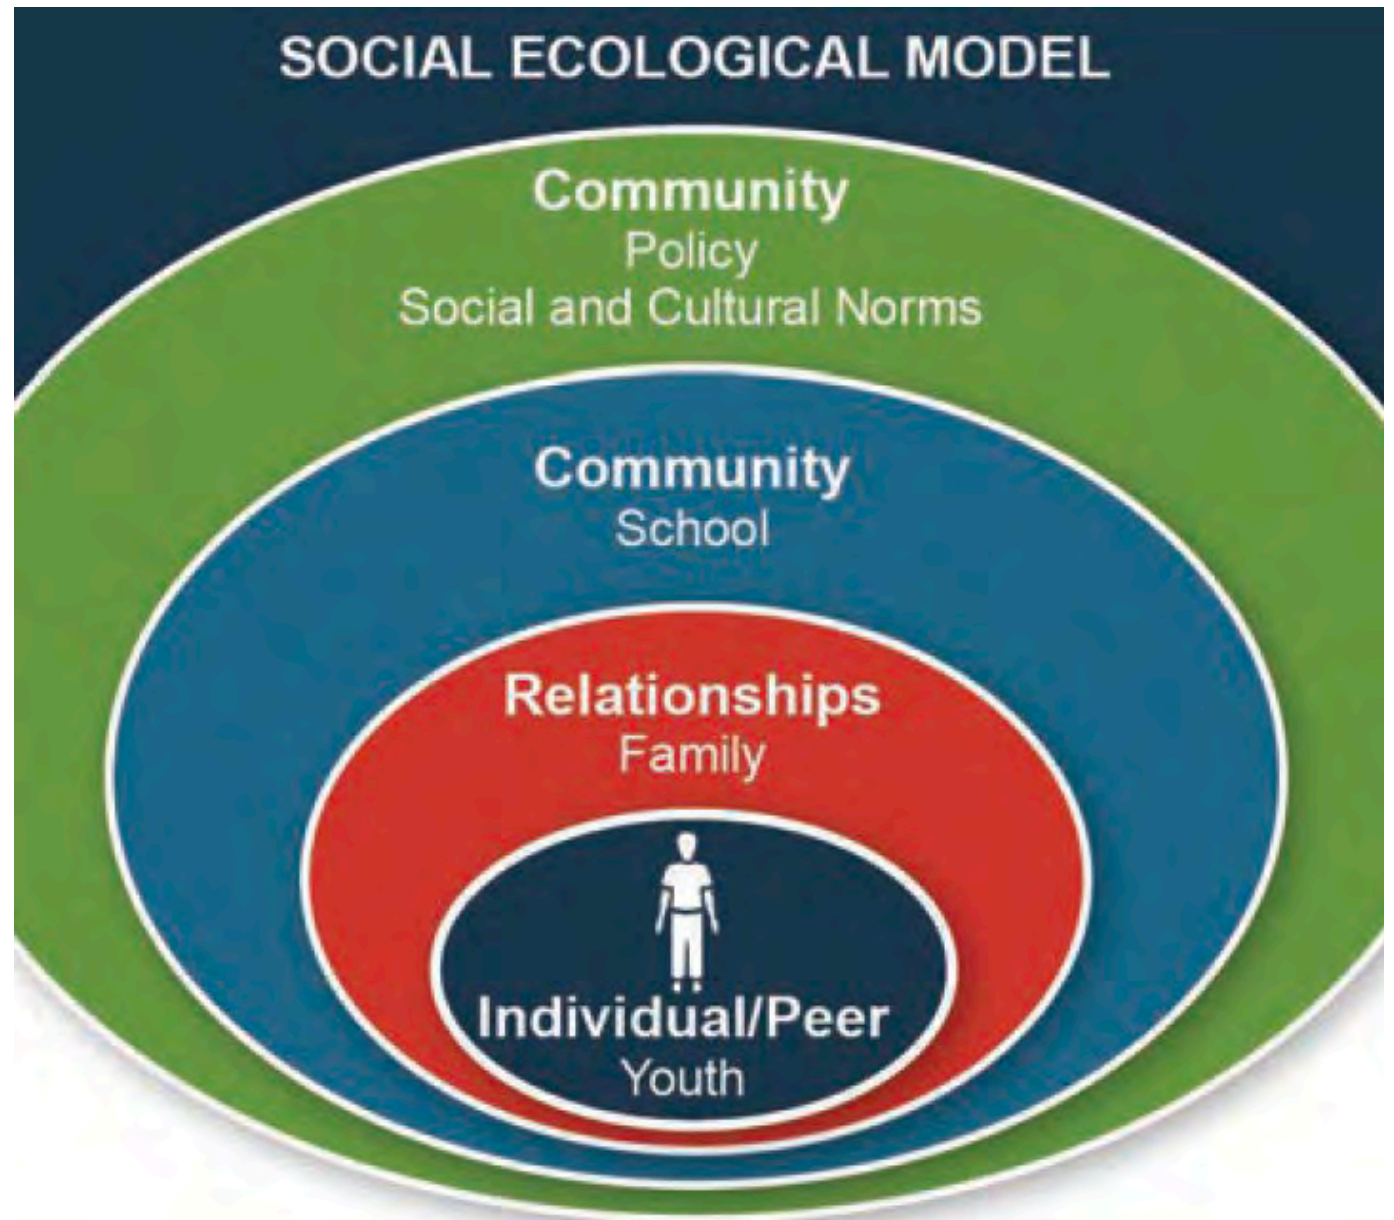 SOCIAL ECOLOGICAL MODEL
Community
Policy
Social and Cultural Norms
Community
School
Relationships
Family
Individual/Peer
Youth